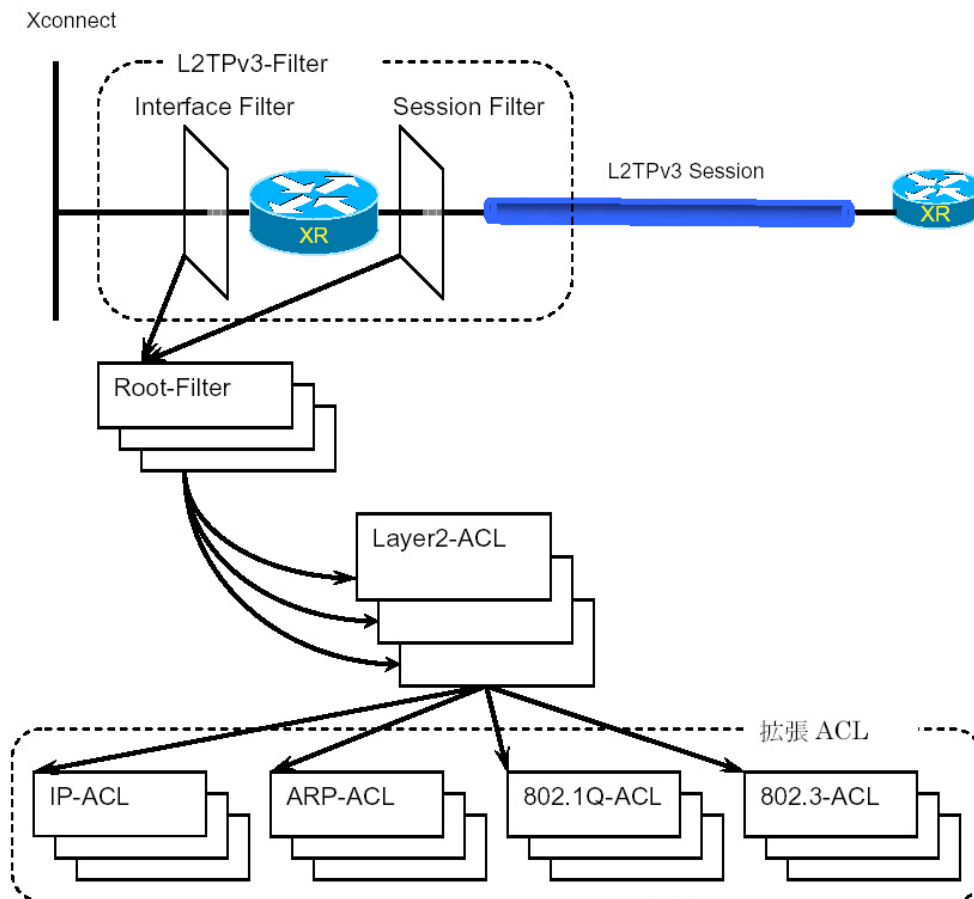 Xconnect
L2TPv3-Filter
Interface Filter
Session Filter
L2TPv3 Session
XR
XR
Root-Filter
Layer2-ACL
拡張 ACL
IP-ACL
ARP-ACL
802.1Q-ACL
802.3-ACL